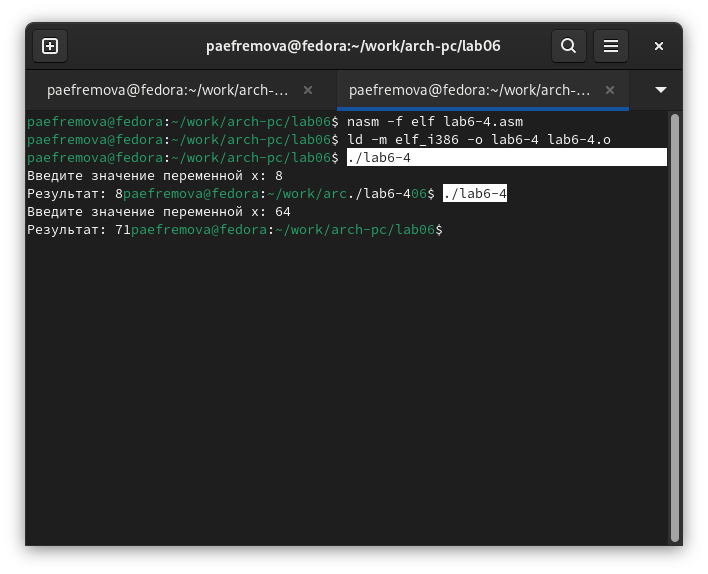 paefremova@fedora:~/work/arch-pc/lab06
paefremova@fedora:~/work/arch-... paefremova@fedora:~/work/arch-...
paefremova@fedora:~/work/arch-pc/lab06$ nasm -f elf lab6-4.asm
paefremova@fedora:~/work/arch-pc/lab06$ ld -m elf_i386 -o lab6-4 lab6-4.o
paefremova@fedora:~/work/arch-pc/lab06$ ./lab6-4
Введите значение переменной x: 8
Результат: 8paefremova@fedora:~/work/arc./lab6-406$ ./lab6-4
Введите значение переменной x: 64
Результат: 71paefremova@fedora:~/work/arch-pc/lab06$